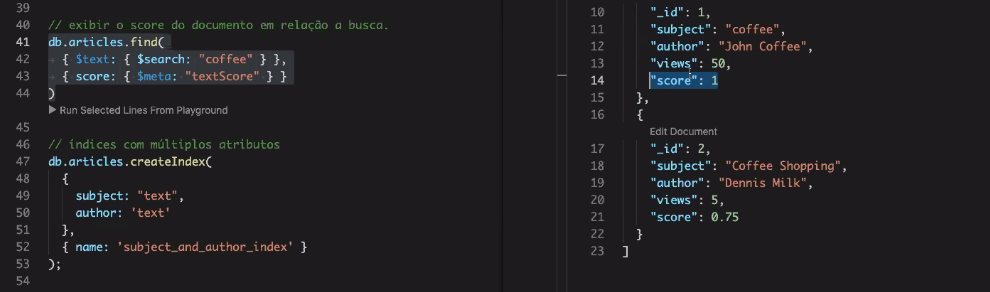 39
40 // exibir o score do documento em relação a busca.
41 db.articles.find(
42 { $text: { $search: "coffee" } },
43 { score: { $meta: "textScore" } }
44 )
Run Selected Lines From Playground
45
46 // índices com múltiplos atributos
47 db.articles.createIndex(
48 {
49 subject: "text",
50 author: 'text'
51 },
52 { name: 'subject_and_author_index' }
53 );
54
10 "_id": 1,
11 "subject": "coffee",
12 "author": "John Coffee",
13 "views": 50,
14 "score": 1
15 },
16 {
Edit Document
17 "_id": 2,
18 "subject": "Coffee Shopping",
19 "author": "Dennis Milk",
20 "views": 5,
21 "score": 0.75
22 }
23 ]